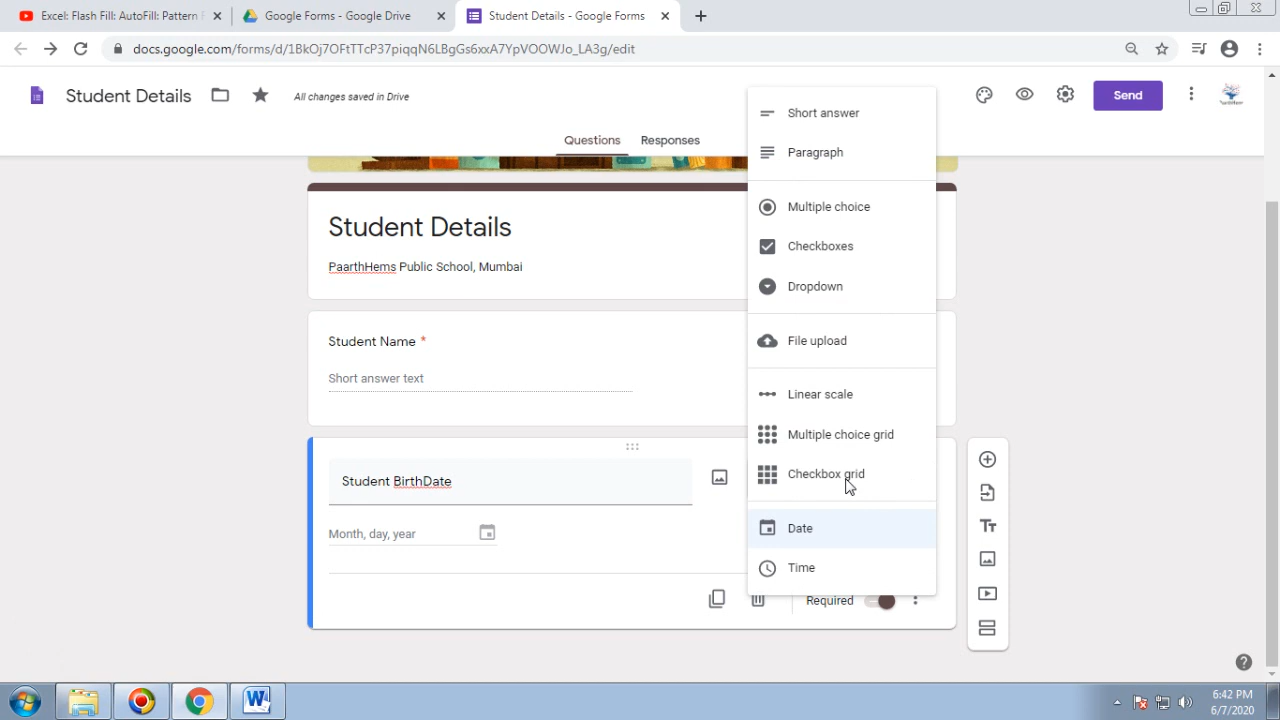 Excel: Flash Fill: AutoFill: Pattern
Google Forms - Google Drive
Student Details - Google Forms
docs.google.com/forms/d/1BkOj7OFtTTcP37piqqN6LBgGs6xxA7YpVOOWJo_LA3g/edit
Student Details
All changes saved in Drive
Send
Questions
Responses
Student Details
PaarthHems Public School, Mumbai
Student Name *
Short answer text
Student BirthDate
Month, day, year
Required
Short answer
Paragraph
Multiple choice
Checkboxes
Dropdown
File upload
Linear scale
Multiple choice grid
Checkbox grid
Date
Time
6:42 PM
6/7/2020